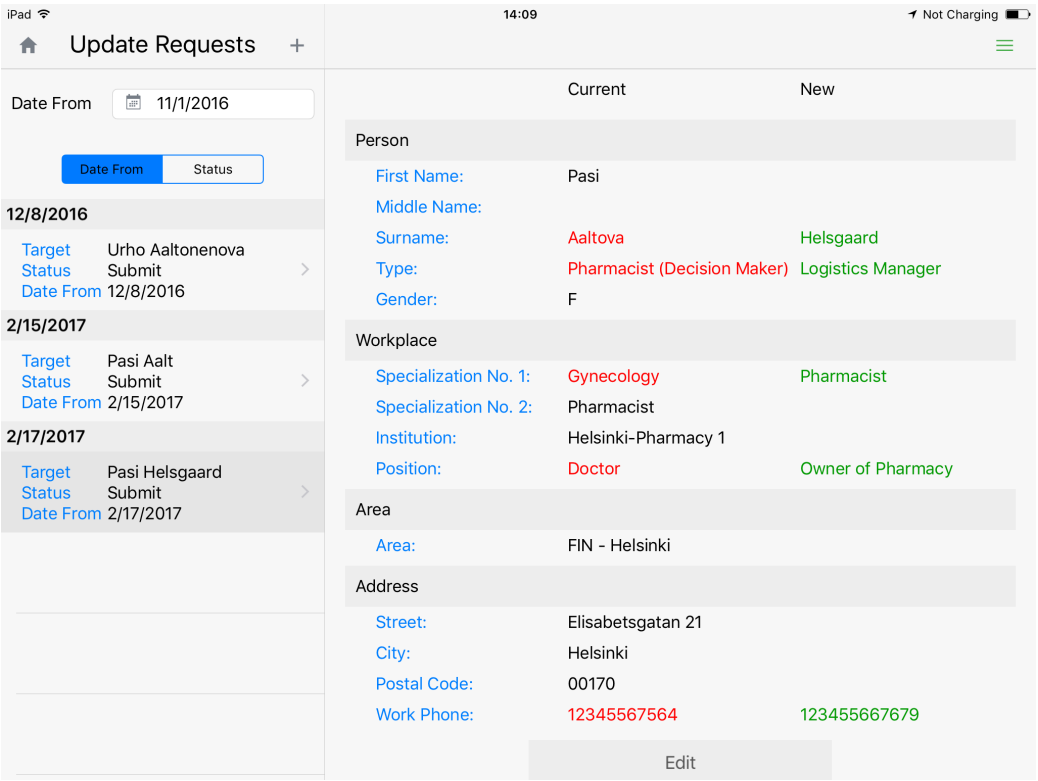 iPad 14:09 Not Charging
Update Requests +
Date From 11/1/2016
Date From Status
12/8/2016
Target Urho Aaltonenova
Status Submit
Date From 12/8/2016
2/15/2017
Target Pasi Aalt
Status Submit
Date From 2/15/2017
2/17/2017
Target Pasi Helsgaard
Status Submit
Date From 2/17/2017
Current New
Person
First Name: Pasi
Middle Name:
Surname: Aaltova Helsgaard
Type: Pharmacist (Decision Maker) Logistics Manager
Gender: F
Workplace
Specialization No. 1: Gynecology Pharmacist
Specialization No. 2: Pharmacist
Institution: Helsinki-Pharmacy 1
Position: Doctor Owner of Pharmacy
Area
Area: FIN - Helsinki
Address
Street: Elisabetsgatan 21
City: Helsinki
Postal Code: 00170
Work Phone: 12345567564 123455667679
Edit